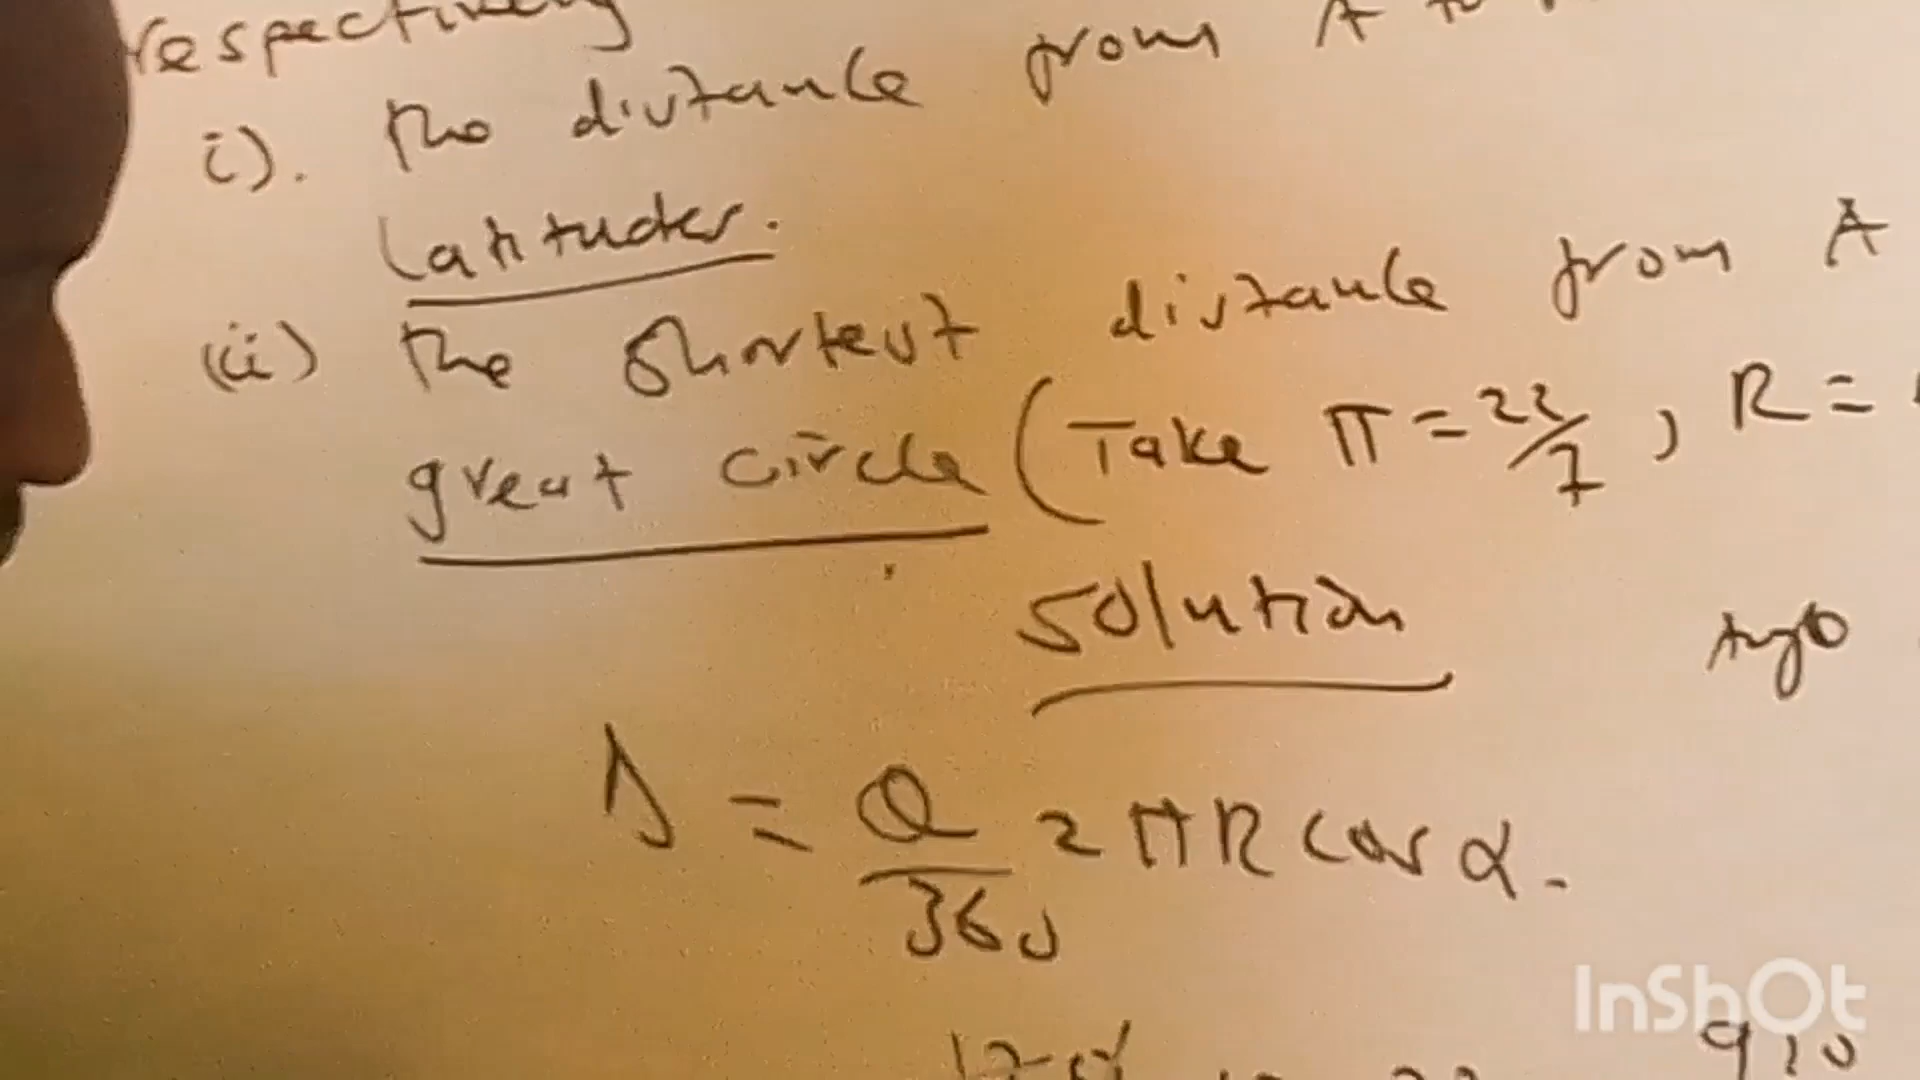 respectively
i). The distance from A to
Latitudes.
(ii) The shortest distance from A
great circle (Take π = 22/7, R =
Solution
D = θ/360 2πR cos α.
InShOt